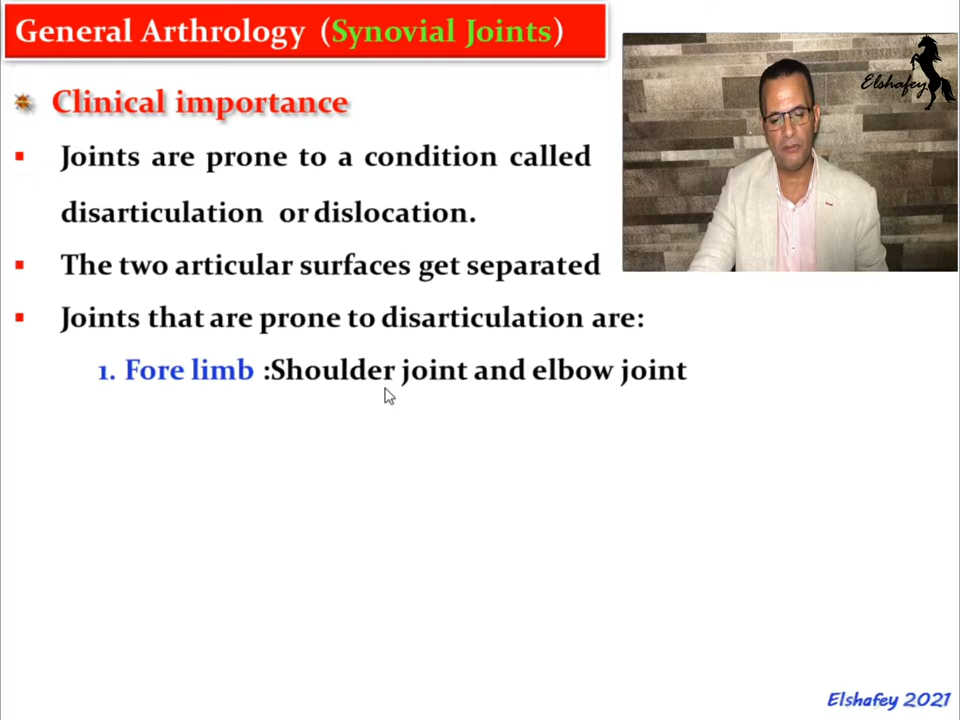 General Arthrology (Synovial Joints)
Elshafey
Clinical importance
Joints are prone to a condition called
disarticulation or dislocation.
The two articular surfaces get separated
Joints that are prone to disarticulation are:
1. Fore limb :Shoulder joint and elbow joint
Elshafey 2021